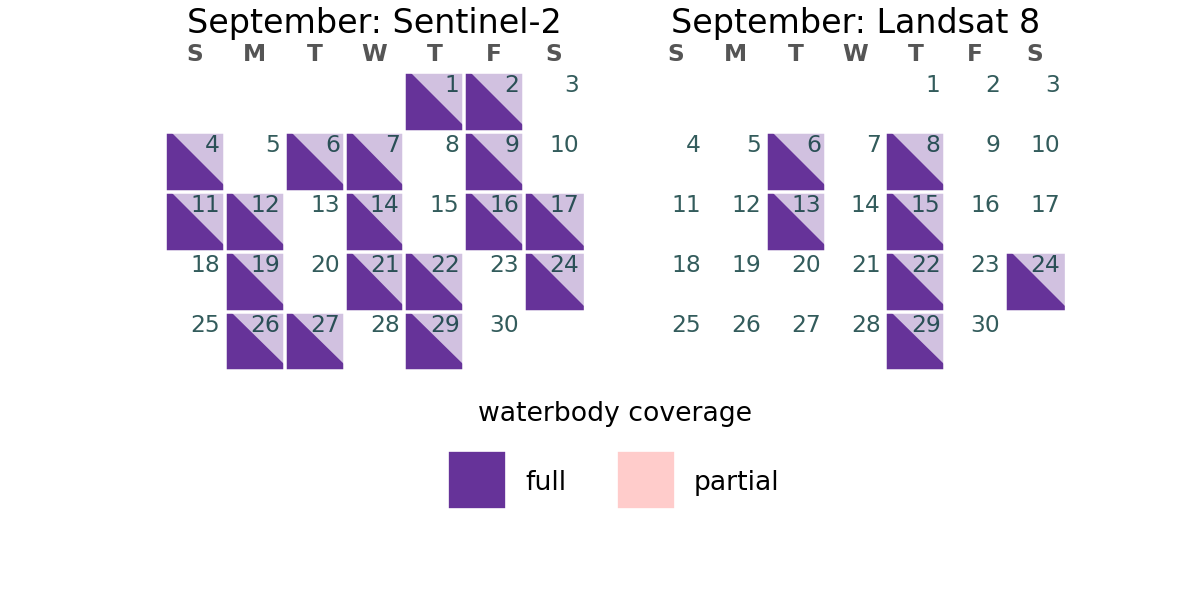 September: Sentinel-2
S M T W T F S
1 2 3
4 5 6 7 8 9 10
11 12 13 14 15 16 17
18 19 20 21 22 23 24
25 26 27 28 29 30
September: Landsat 8
S M T W T F S
1 2 3
4 5 6 7 8 9 10
11 12 13 14 15 16 17
18 19 20 21 22 23 24
25 26 27 28 29 30
waterbody coverage
full partial